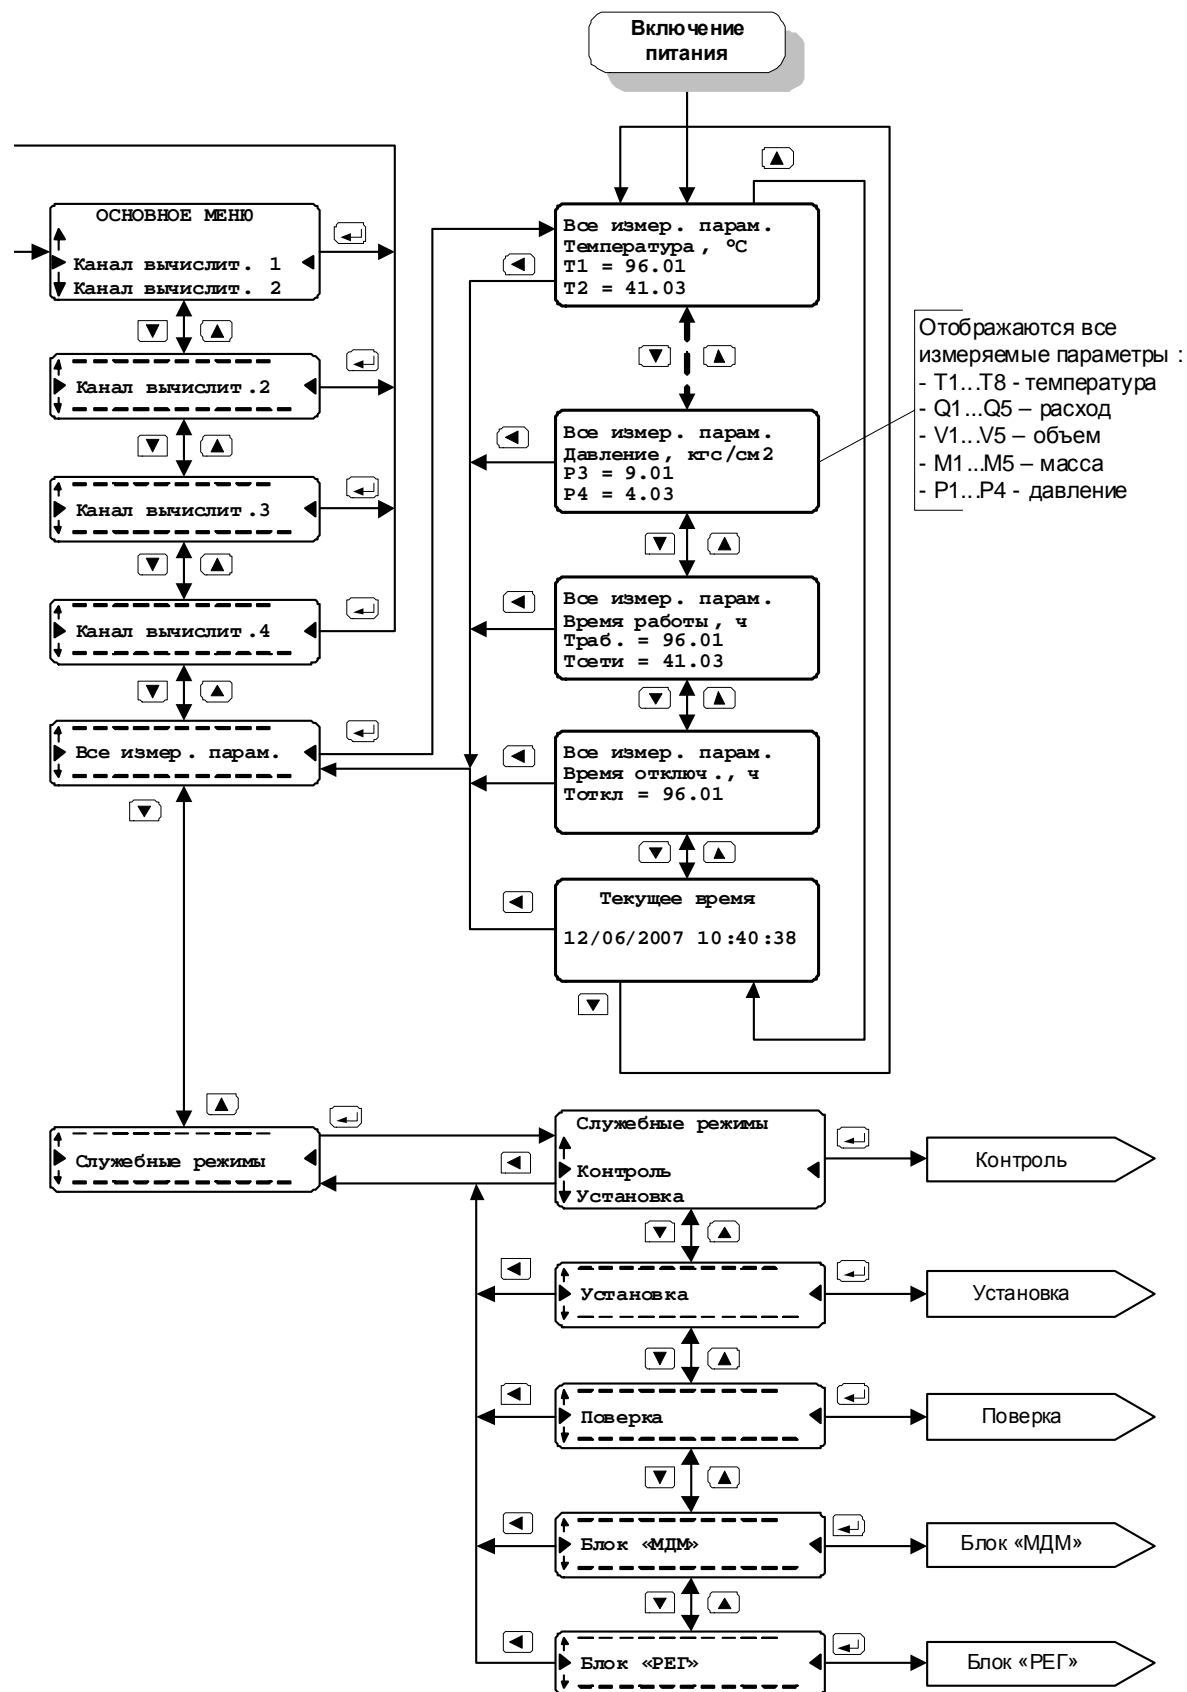 Включение
питания
ОСНОВНОЕ МЕНЮ
Канал вычислит. 1
Канал вычислит. 2
Канал вычислит.2
Канал вычислит.3
Канал вычислит.4
Все измер. парам.
Служебные режимы
Все измер. парам.
Температура, °C
T1 = 96.01
T2 = 41.03
Все измер. парам.
Давление, кгс/см2
P3 = 9.01
P4 = 4.03
Все измер. парам.
Время работы, ч
Траб. = 96.01
Тсети = 41.03
Все измер. парам.
Время отключ., ч
Тоткл = 96.01
Текущее время
12/06/2007 10:40:38
Отображаются все
измеряемые параметры :
- T1...T8 - температура
- Q1...Q5 – расход
- V1...V5 – объем
- M1...M5 – масса
- P1...P4 - давление
Служебные режимы
Контроль
Установка
Контроль
Установка
Установка
Поверка
Поверка
Блок «МДМ»
Блок «МДМ»
Блок «РЕГ»
Блок «РЕГ»